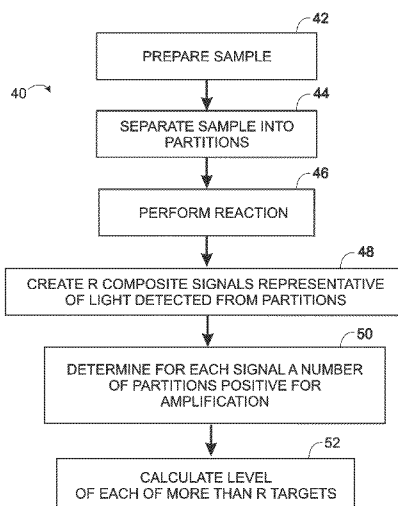 42
PREPARE SAMPLE
40
44
SEPARATE SAMPLE INTO
PARTITIONS
46
PERFORM REACTION
48
CREATE R COMPOSITE SIGNALS REPRESENTATIVE
OF LIGHT DETECTED FROM PARTITIONS
50
DETERMINE FOR EACH SIGNAL A NUMBER
OF PARTITIONS POSITIVE FOR
AMPLIFICATION
52
CALCULATE LEVEL
OF EACH OF MORE THAN R TARGETS